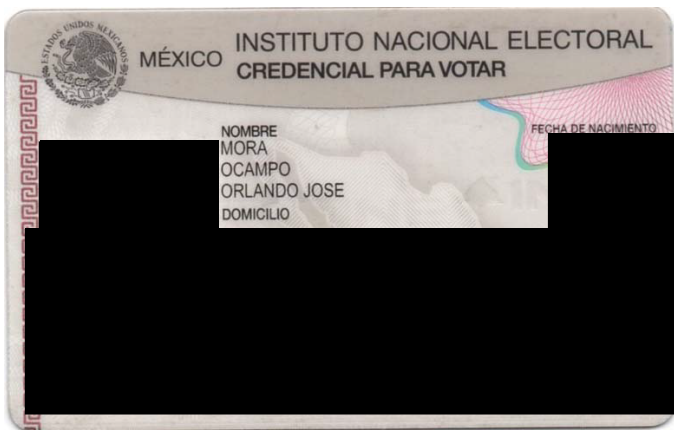 ESTADOS UNIDOS MEXICANOS
MÉXICO
INSTITUTO NACIONAL ELECTORAL
CREDENCIAL PARA VOTAR
NOMBRE
MORA
OCAMPO
ORLANDO JOSE
FECHA DE NACIMIENTO
DOMICILIO